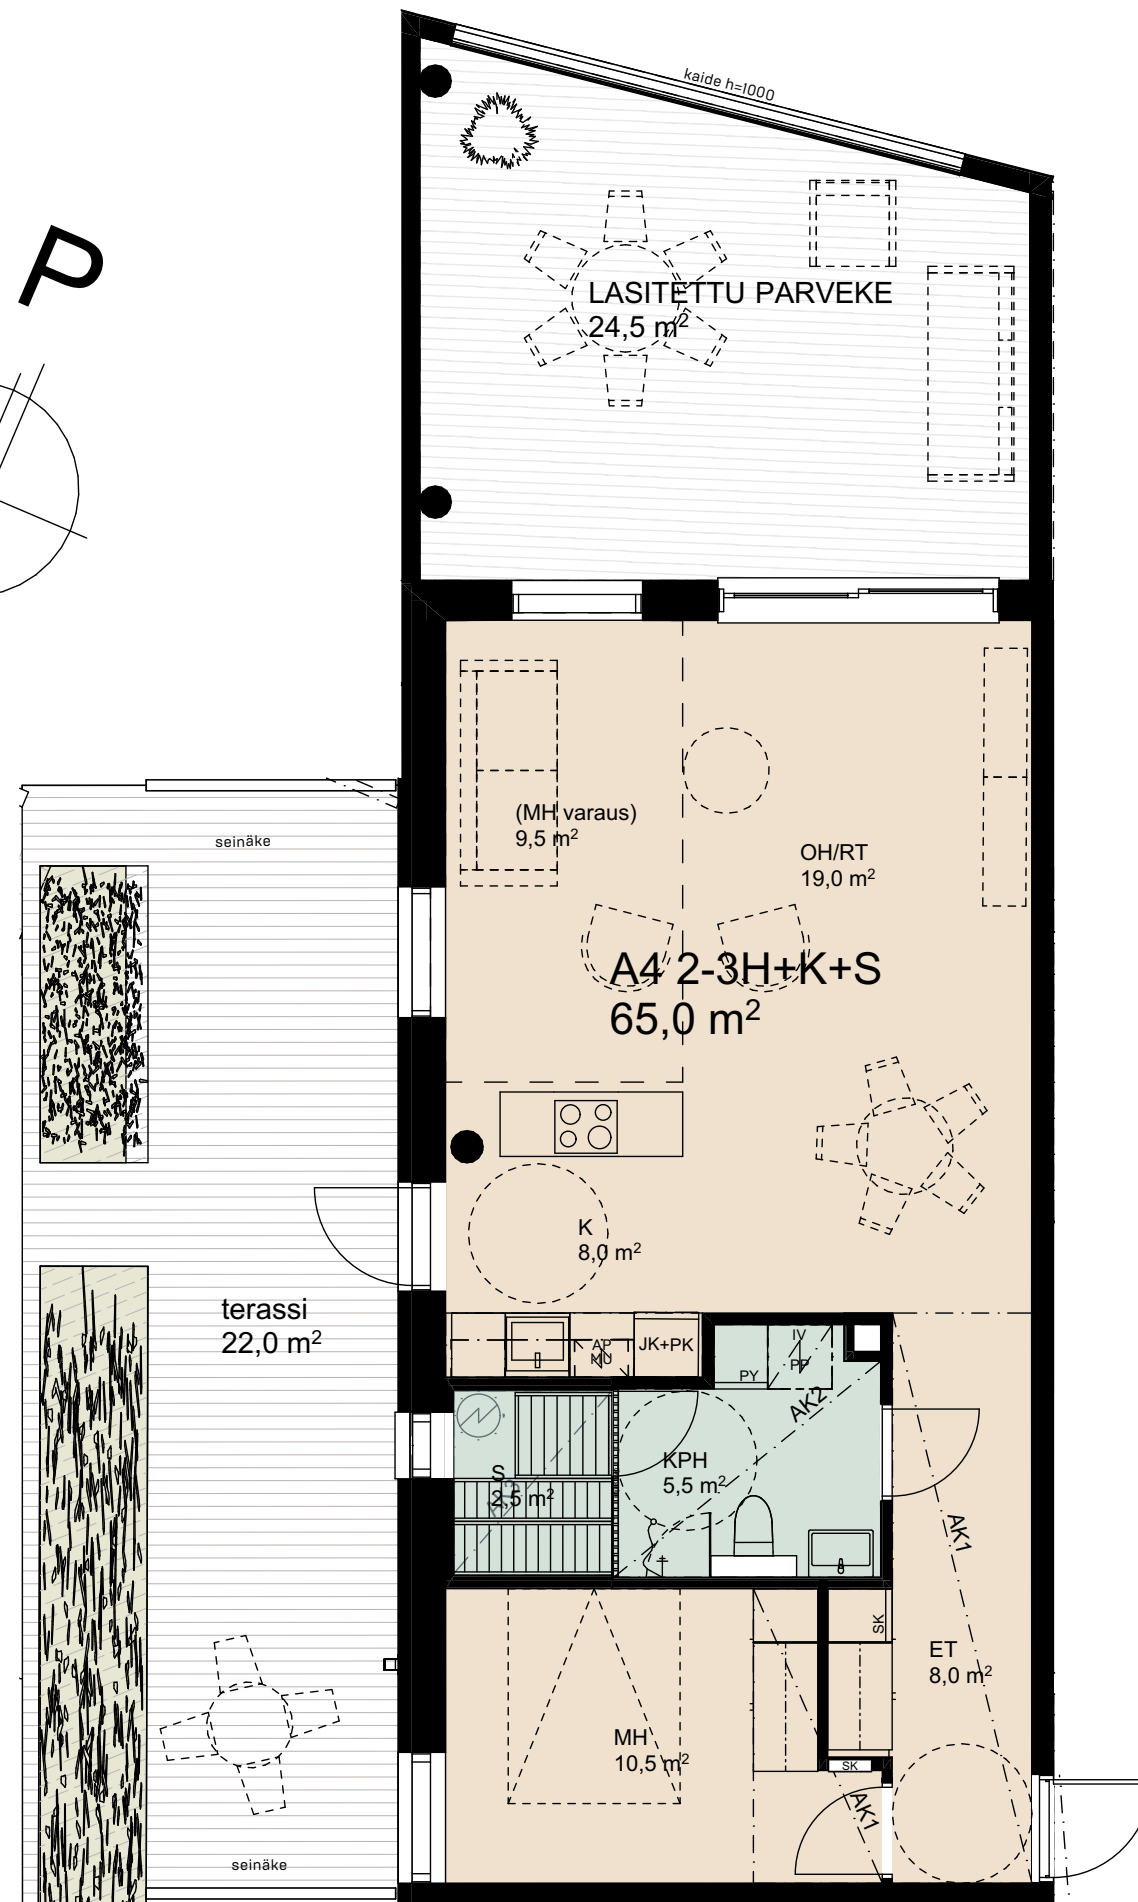 kaide h=1000
P
LASITETTU PARVEKE
24,5 m²
(MH varaus)
9,5 m²
seinäke
OH/RT
19,0 m²
A4 2-3H+K+S
65,0 m²
K
8,0 m²
terassi
22,0 m²
AP
MU
JK+PK
IV
PP
PY
AK2
KPH
5,5 m²
S
2,5 m²
AK1
SK
ET
8,0 m²
MH
10,5 m²
SK
AK1
seinäke